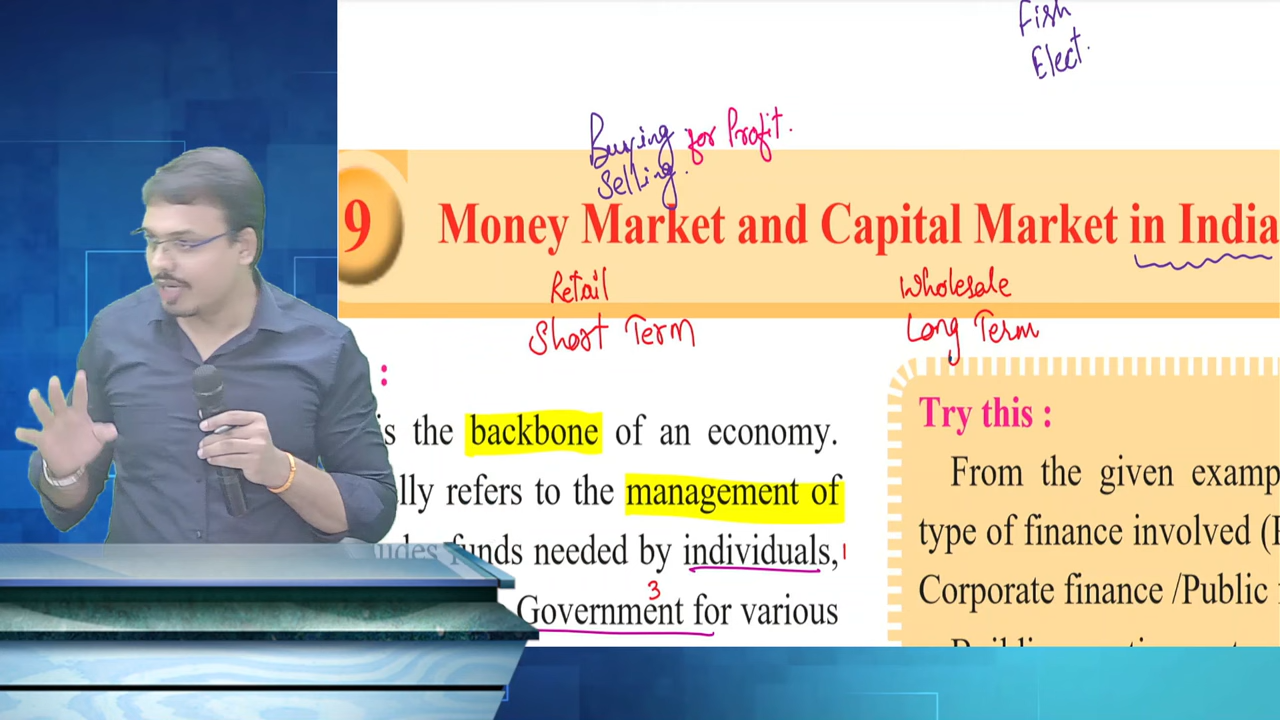 Fish
Elect.
Buying for Profit.
Selling.
9 Money Market and Capital Market in India
Retail Wholesale
Short Term Long Term
:
is the backbone of an economy.
lly refers to the management of
udes funds needed by individuals, 1
3
Government for various
Try this :
From the given examp
type of finance involved (P
Corporate finance /Public